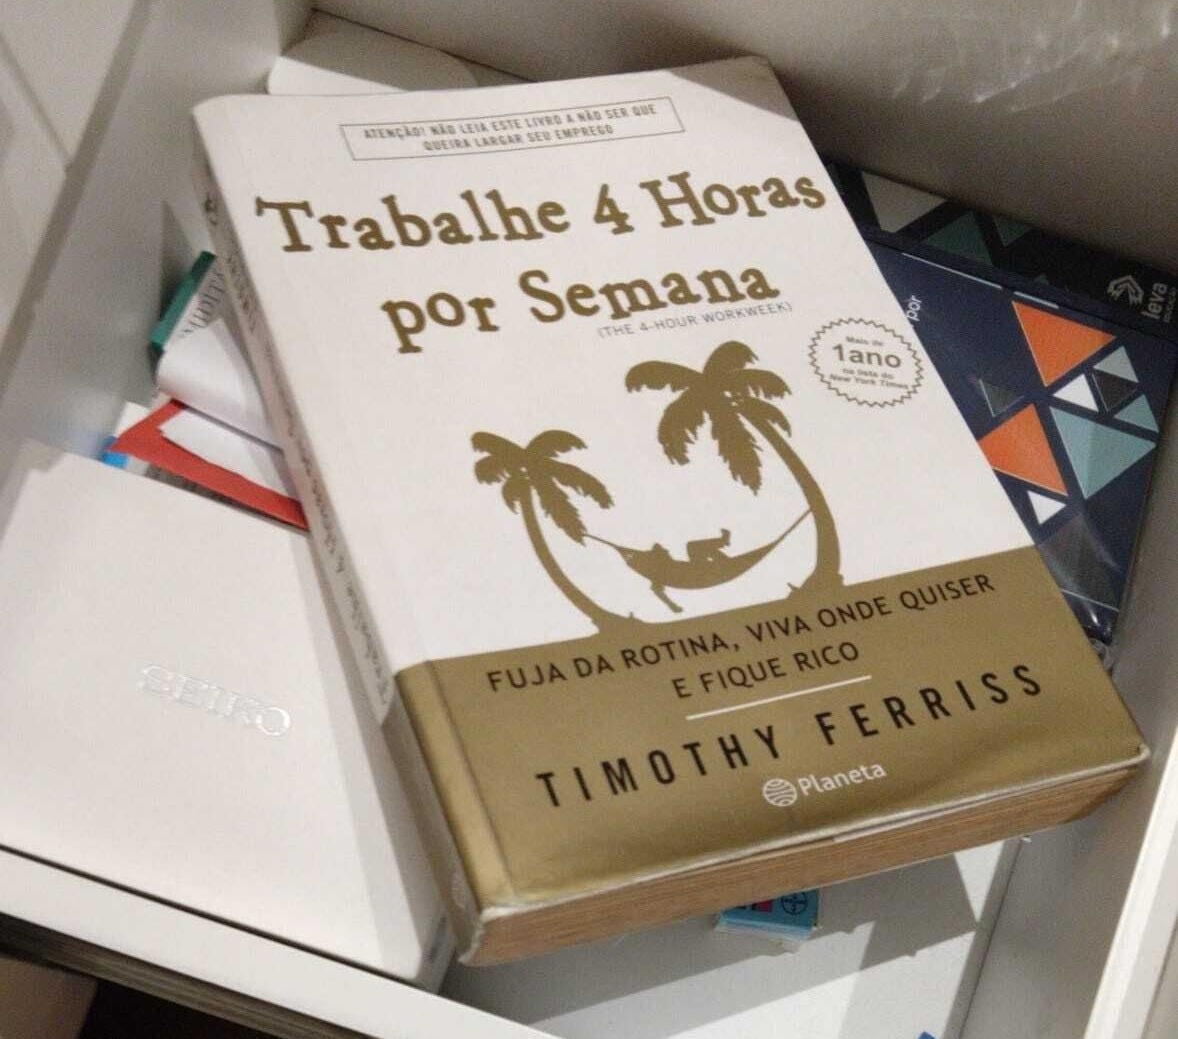 ATENÇÃO! NÃO LEIA ESTE LIVRO A NÃO SER QUE
QUEIRA LARGAR SEU EMPREGO
Trabalhe 4 Horas
por Semana
(THE 4-HOUR WORKWEEK)
Mais de
1ano
na lista do
New York Times
FUJA DA ROTINA, VIVA ONDE QUISER
E FIQUE RICO
TIMOTHY FERRISS
Planeta
SEIKO
por
leva